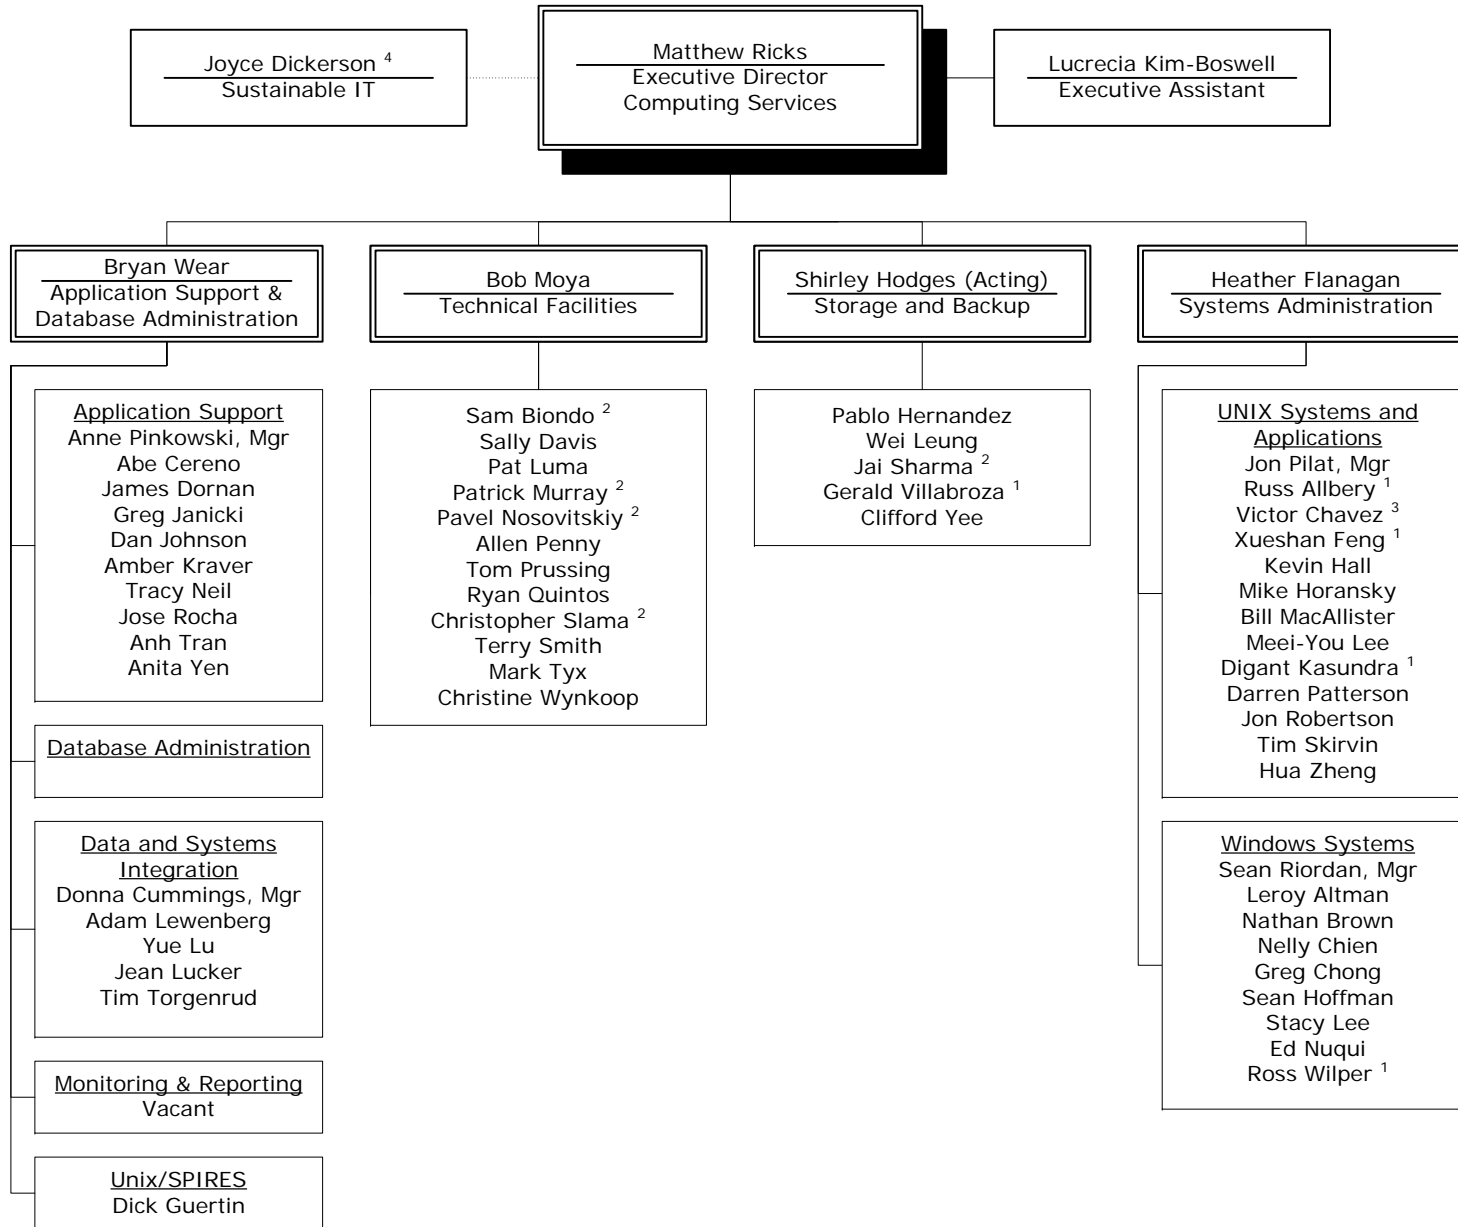 Joyce Dickerson 4
Sustainable IT
Matthew Ricks
Executive Director
Computing Services
Lucrecia Kim-Boswell
Executive Assistant
Bryan Wear
Application Support &
Database Administration
Bob Moya
Technical Facilities
Shirley Hodges (Acting)
Storage and Backup
Heather Flanagan
Systems Administration
Application Support
Anne Pinkowski, Mgr
Abe Cereno
James Dornan
Greg Janicki
Dan Johnson
Amber Kraver
Tracy Neil
Jose Rocha
Anh Tran
Anita Yen
Database Administration
Data and Systems
Integration
Donna Cummings, Mgr
Adam Lewenberg
Yue Lu
Jean Lucker
Tim Torgenrud
Monitoring & Reporting
Vacant
Unix/SPIRES
Dick Guertin
Sam Biondo 2
Sally Davis
Pat Luma
Patrick Murray 2
Pavel Nosovitskiy 2
Allen Penny
Tom Prussing
Ryan Quintos
Christopher Slama 2
Terry Smith
Mark Tyx
Christine Wynkoop
Pablo Hernandez
Wei Leung
Jai Sharma 2
Gerald Villabroza 1
Clifford Yee
UNIX Systems and
Applications
Jon Pilat, Mgr
Russ Allbery 1
Victor Chavez 3
Xueshan Feng 1
Kevin Hall
Mike Horansky
Bill MacAllister
Meei-You Lee
Digant Kasundra 1
Darren Patterson
Jon Robertson
Tim Skirvin
Hua Zheng
Windows Systems
Sean Riordan, Mgr
Leroy Altman
Nathan Brown
Nelly Chien
Greg Chong
Sean Hoffman
Stacy Lee
Ed Nuqui
Ross Wilper 1